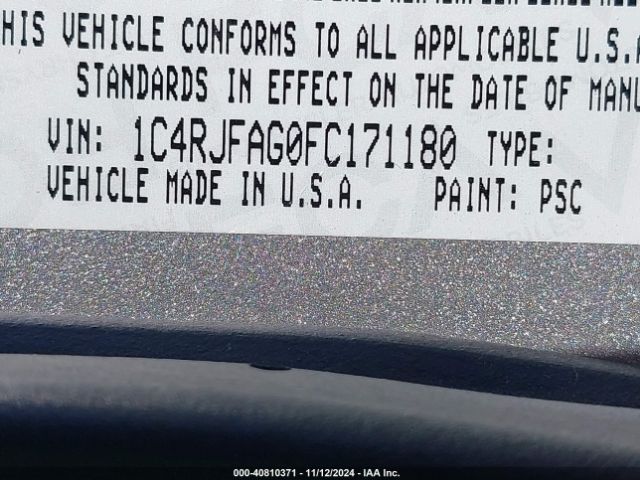 HIS VEHICLE CONFORMS TO ALL APPLICABLE U.S.A
STANDARDS IN EFFECT ON THE DATE OF MANU
VIN: 1C4RJFAG0FC171180 TYPE:
VEHICLE MADE IN U.S.A. PAINT: PSC
000-40810371 - 11/12/2024 - IAA Inc.